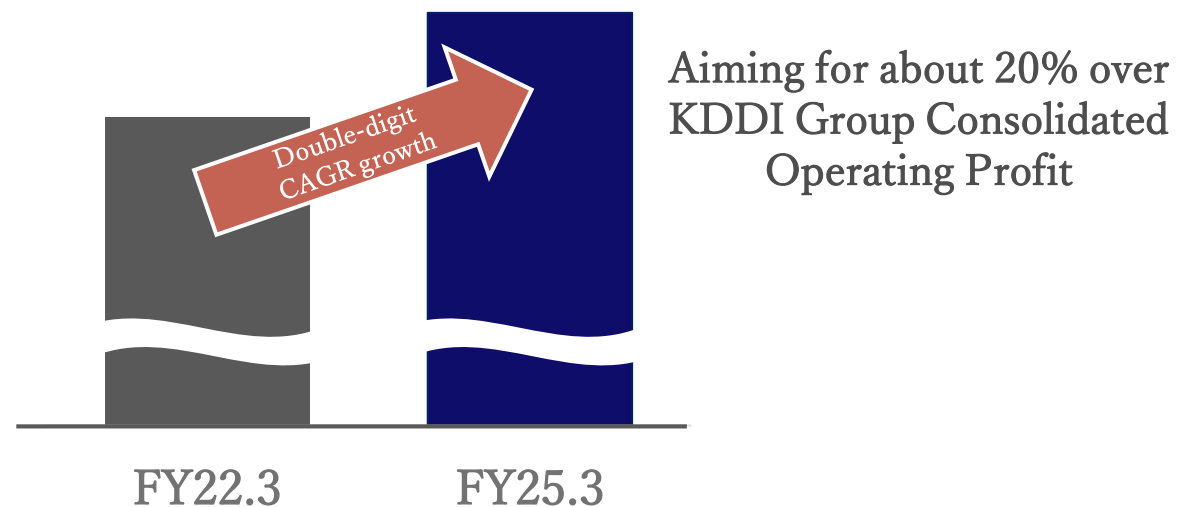 Aiming for about 20% over
KDDI Group Consolidated
Operating Profit
Double-digit
CAGR growth
FY22.3
FY25.3